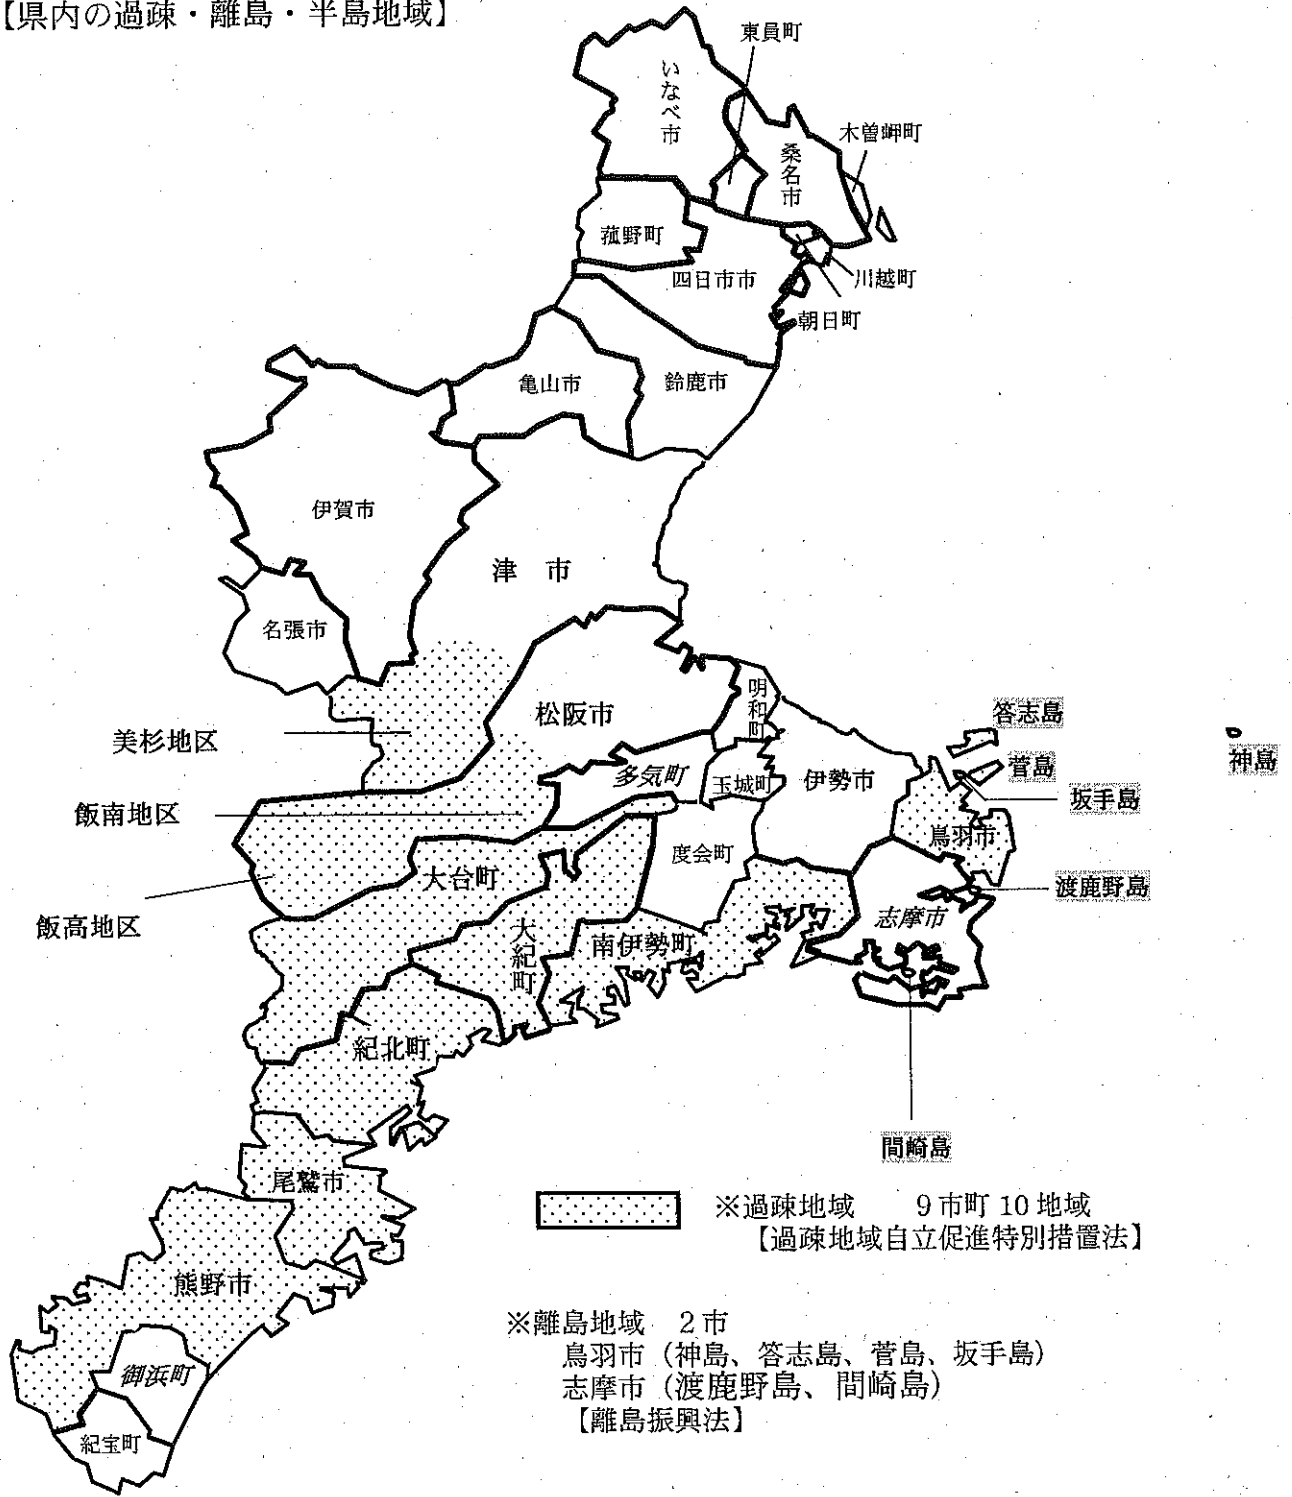 【県内の過疎・離島・半島地域】
東員町
いなべ市
木曽岬町
桑名市
菰野町
四日市市
川越町
朝日町
亀山市
鈴鹿市
伊賀市
津 市
名張市
美杉地区
松阪市
明和町
答志島
神島
菅島
多気町
玉城町
伊勢市
坂手島
飯南地区
鳥羽市
度会町
大台町
渡鹿野島
飯高地区
志摩市
大紀町
南伊勢町
紀北町
間崎島
尾鷲市
※過疎地域 9市町10地域
【過疎地域自立促進特別措置法】
熊野市
※離島地域 2市
鳥羽市（神島、答志島、菅島、坂手島）
志摩市（渡鹿野島、間崎島）
【離島振興法】
御浜町
紀宝町